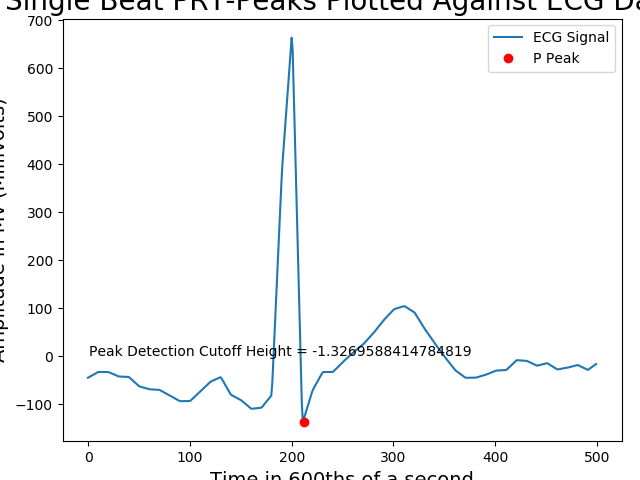 Single Beat PRT-Peaks Plotted Against ECG Da
700
600
500
400
300
200
100
0
−100
Amplitude in MV (Millivolts)
ECG Signal
P Peak
Peak Detection Cutoff Height = -1.3269588414784819
0
100
200
300
400
500
Time in 600ths of a second